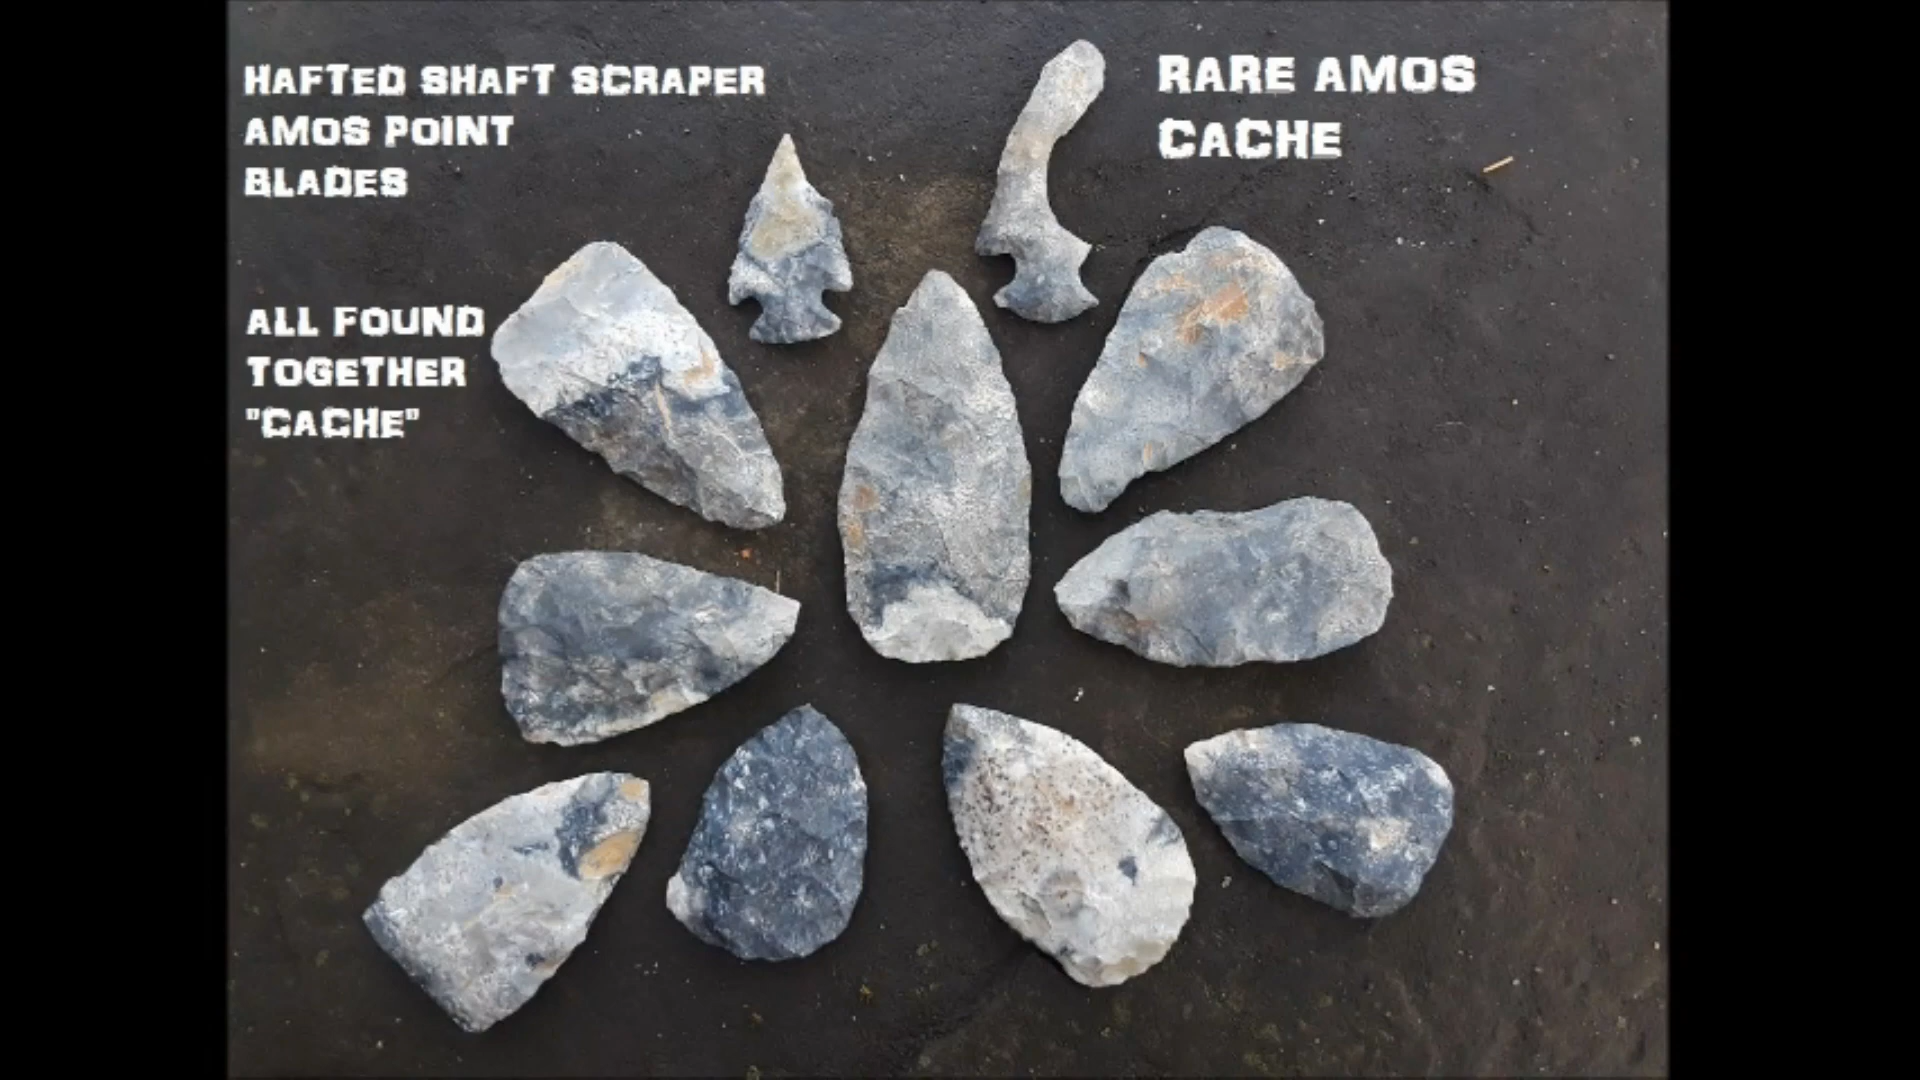 HAFTED SHAFT SCRAPER
AMOS POINT
BLADES
RARE AMOS
CACHE
ALL FOUND
TOGETHER
"CACHE"